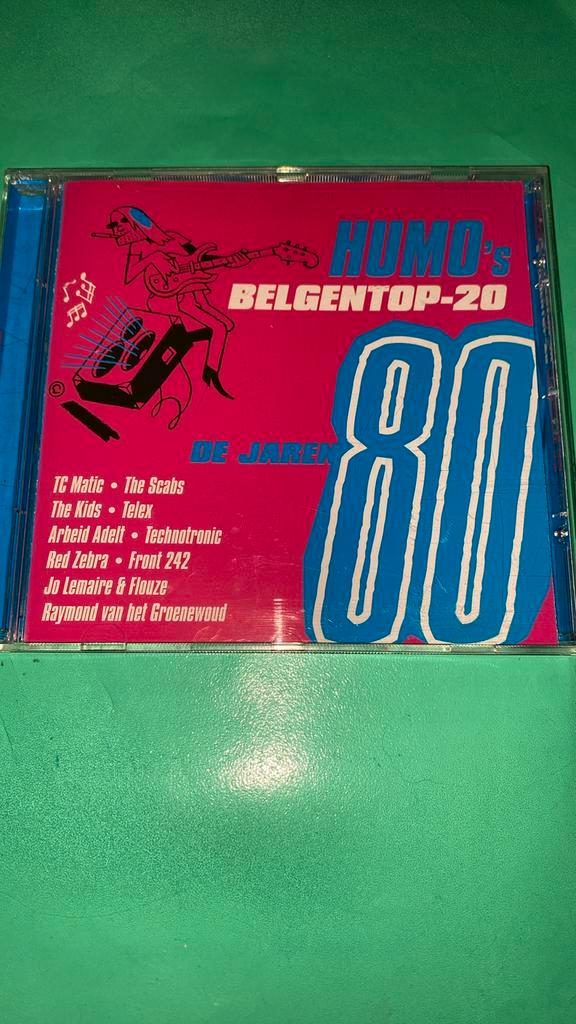 HUMO's
BELGENTOP-20
DE JAREN 80
TC Matic • The Scabs
The Kids • Telex
Arbeid Adelt • Technotronic
Red Zebra • Front 242
Jo Lemaire & Flouze
Raymond van het Groenewoud
©